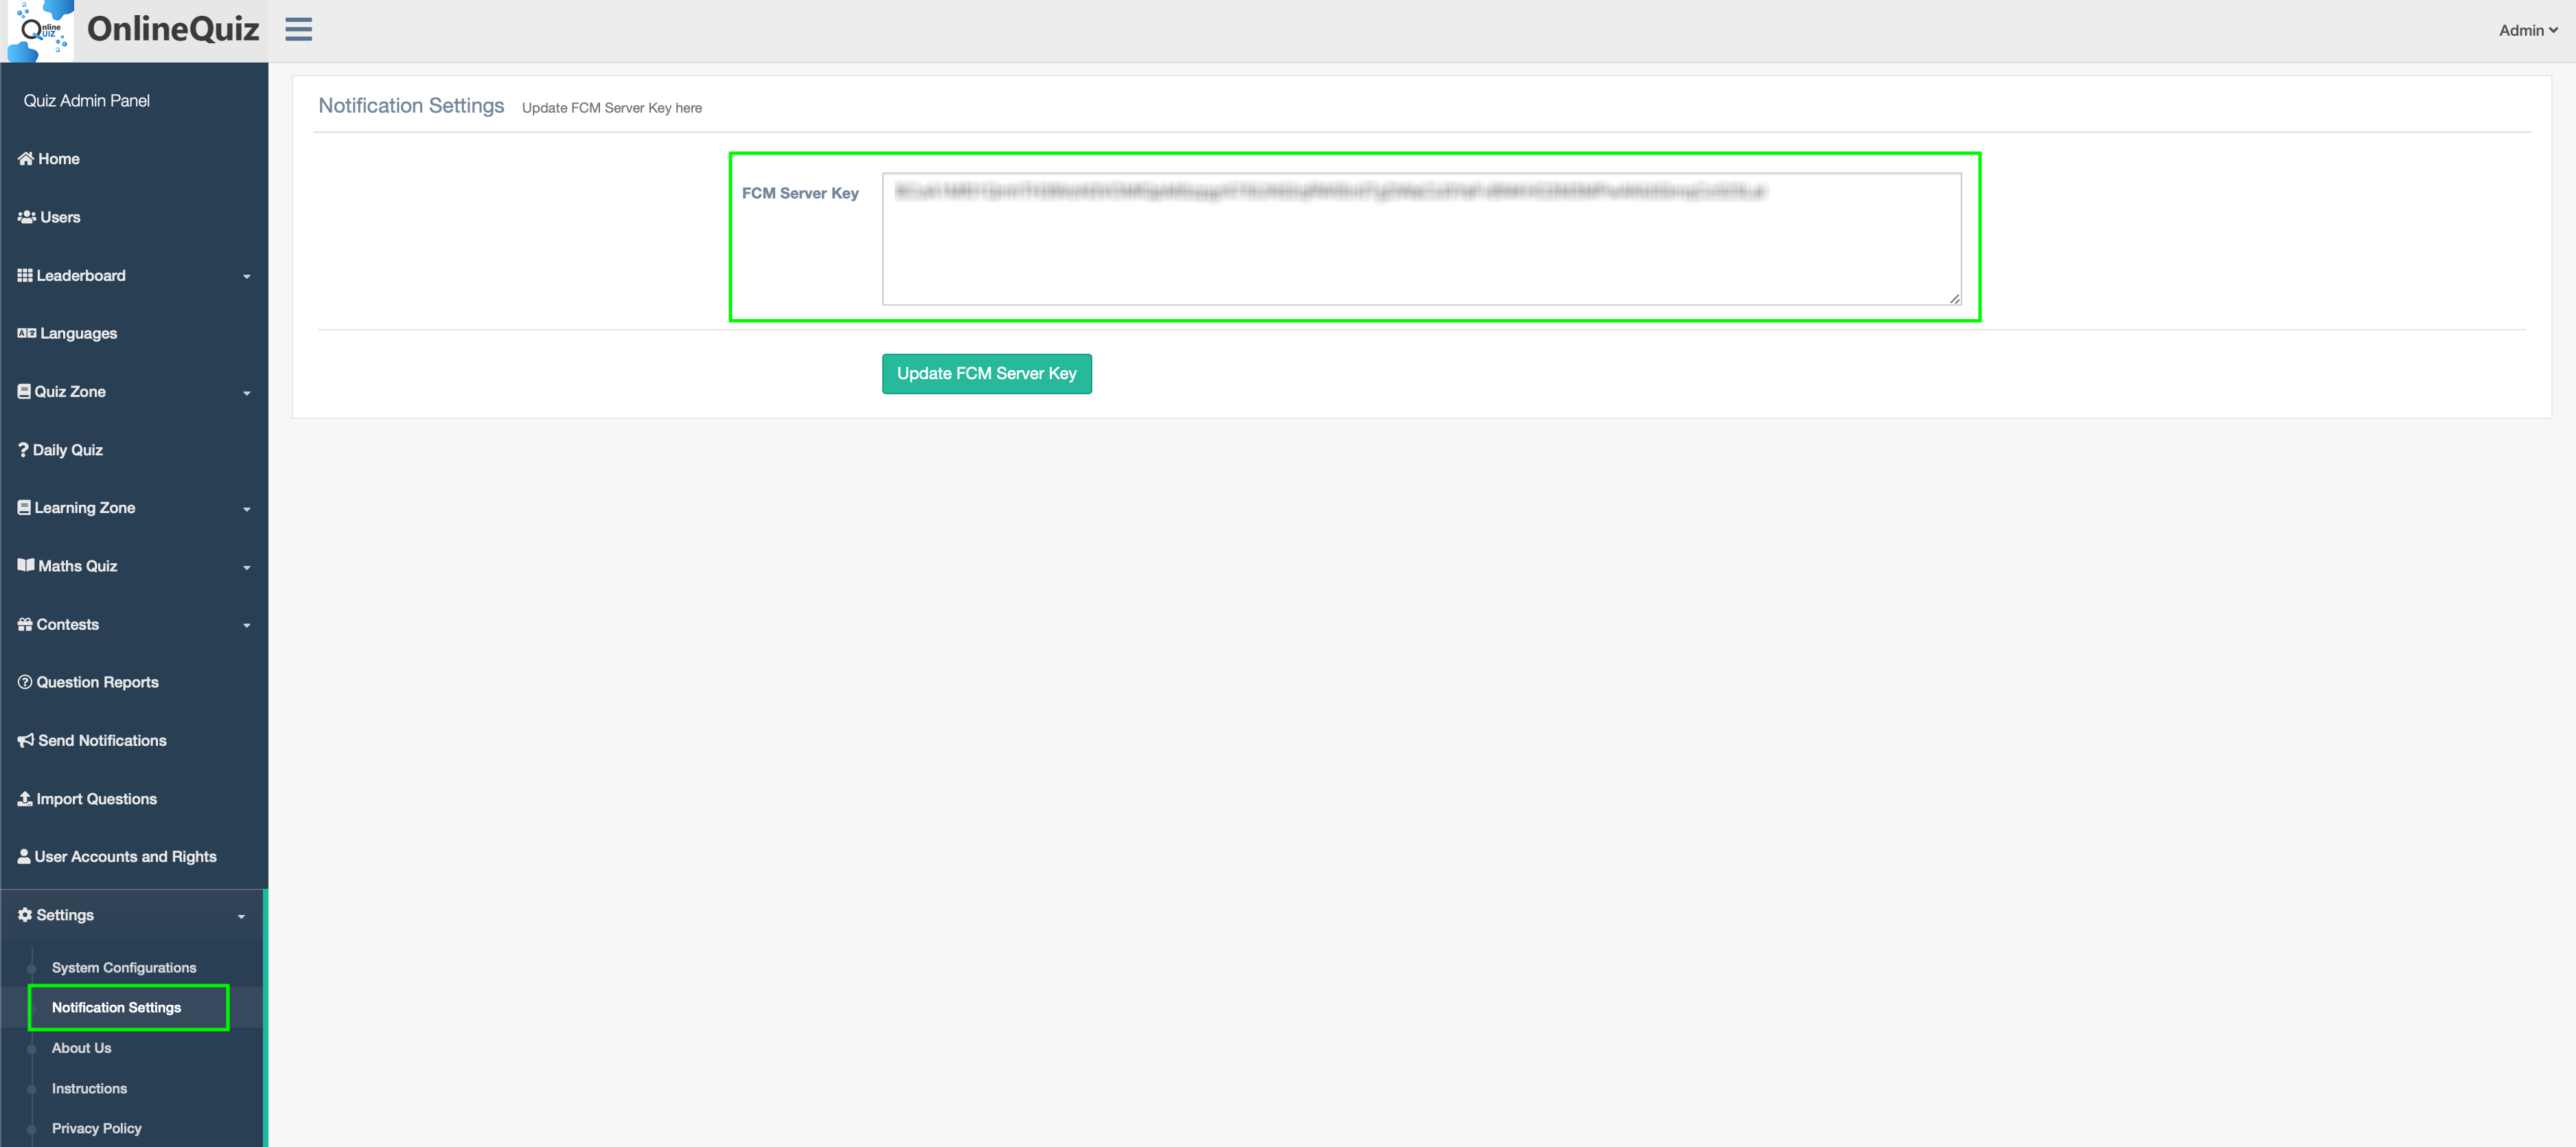 Online
QUIZ
OnlineQuiz
Admin
Quiz Admin Panel
Home
Users
Leaderboard
Languages
Quiz Zone
Daily Quiz
Learning Zone
Maths Quiz
Contests
Question Reports
Send Notifications
Import Questions
User Accounts and Rights
Settings
System Configurations
Notification Settings
About Us
Instructions
Privacy Policy
Notification Settings Update FCM Server Key here
FCM Server Key
Update FCM Server Key